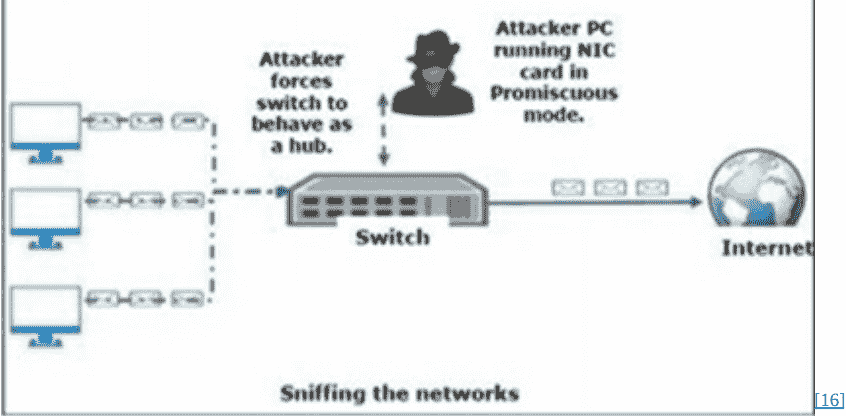 Attacker
forces
switch to
behave as
a hub.
Attacker PC
running NIC
card in
Promiscuous
mode.
Switch
Internet
Sniffing the networks
[16]